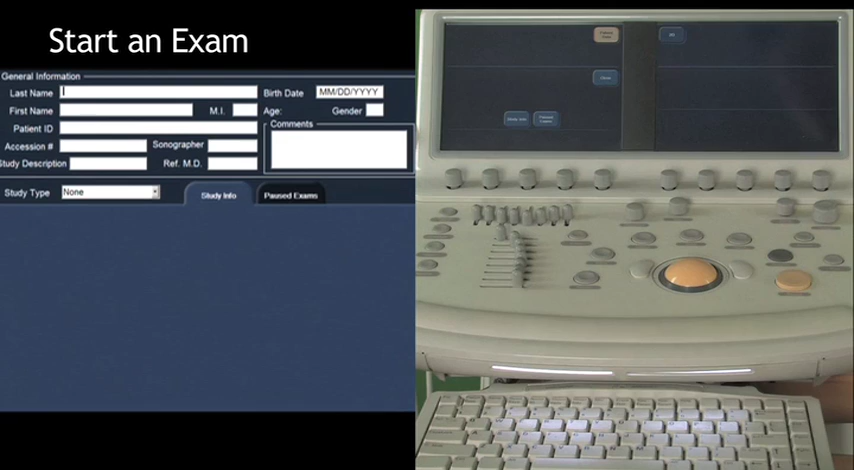 Start an Exam
General Information
Last Name
Birth Date MM/DD/YYYY
First Name M.I. Age: Gender
Patient ID
Comments
Accession # Sonographer
Study Description Ref. M.D.
Study Type None Study Info Paused Exams
Close